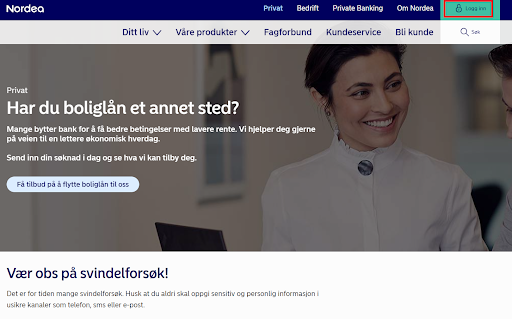 Nordea
Privat Bedrift Private Banking Om Nordea Logg inn
Ditt liv Våre produkter Fagforbund Kundeservice Bli kunde Søk
Privat
Har du boliglån et annet sted?
Mange bytter bank for å få bedre betingelser med lavere rente. Vi hjelper deg gjerne
på veien til en lettere økonomisk hverdag.
Send inn din søknad i dag og se hva vi kan tilby deg.
Få tilbud på å flytte boliglån til oss
Vær obs på svindelforsøk!
Det er for tiden mange svindelforsøk. Husk at du aldri skal oppgi sensitiv og personlig informasjon i
usikre kanaler som telefon, sms eller e-post.